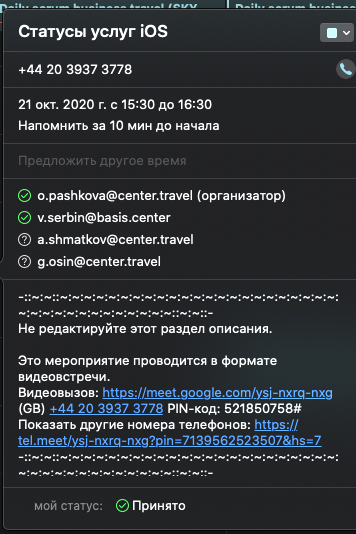 Daily scrum business travel (SKY
Daily scrum business travel
Статусы услуг iOS
+44 20 3937 3778
21 окт. 2020 г. с 15:30 до 16:30
Напомнить за 10 мин до начала
Предложить другое время
o.pashkova@center.travel (организатор)
v.serbin@basis.center
a.shmatkov@center.travel
g.osin@center.travel
-::~:~::~:~:~:~:~:~:~:~:~:~:~:~:~:~:~:~:~:~:~:~:~:~:~:
~:~:~:~:~:~:~:~:~:~:~:~:~::~:~::-
Не редактируйте этот раздел описания.
Это мероприятие проводится в формате
видеовстречи.
Видеовызов: https://meet.google.com/ysj-nxrq-nxg
(GB) +44 20 3937 3778 PIN-код: 521850758#
Показать другие номера телефонов: https://
tel.meet/ysj-nxrq-nxg?pin=7139562523507&hs=7
-::~:~::~:~:~:~:~:~:~:~:~:~:~:~:~:~:~:~:~:~:~:~:~:~:~:
~:~:~:~:~:~:~:~:~:~:~:~:~::~:~::-
мой статус: Принято